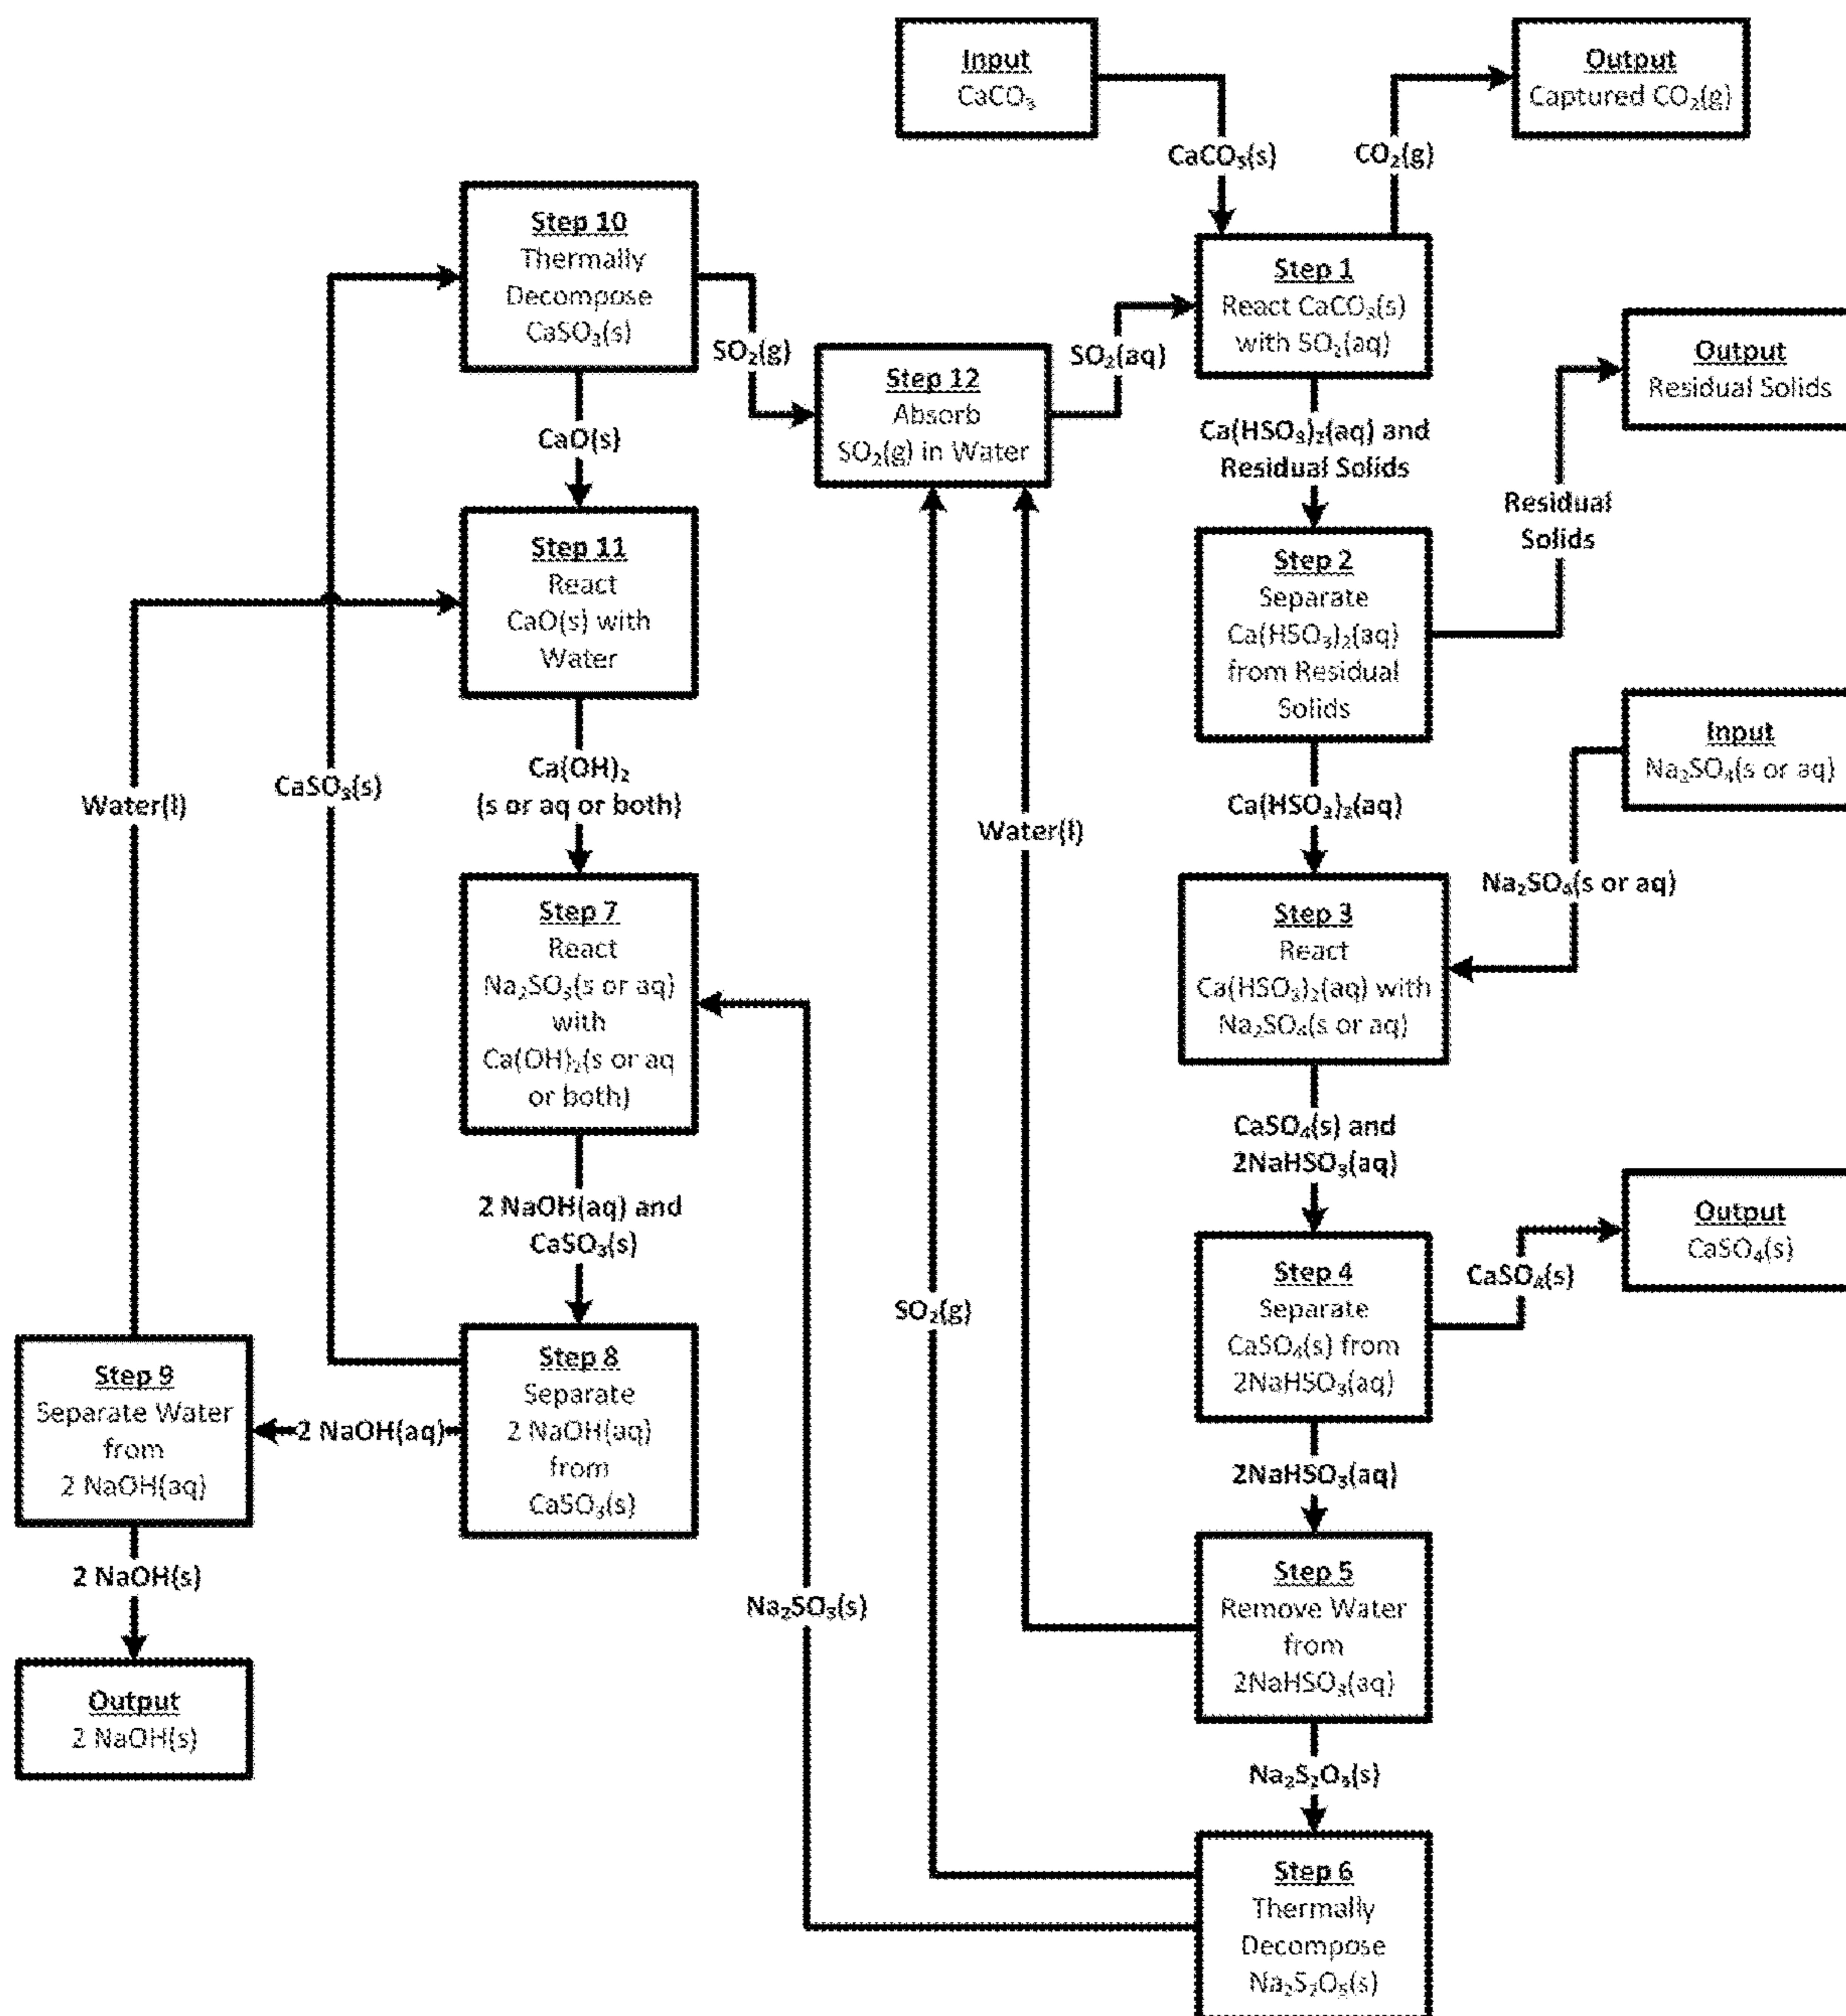 Input
CaCO₃
Output
Captured CO₂(g)
CaCO₃(s)
CO₂(g)
Step 10
Thermally
Decompose
CaSO₃(s)
Step 1
React CaCO₃(s)
with SO₂(aq)
SO₂(g)
SO₂(aq)
Step 12
Absorb
SO₂(g) in Water
Output
Residual Solids
CaO(s)
Ca(HSO₃)₂(aq) and
Residual Solids
Residual
Solids
Step 11
React
CaO(s) with
Water
Step 2
Separate
Ca(HSO₃)₂(aq)
from Residual
Solids
Input
Na₂SO₄(s or aq)
Water(l)
CaSO₃(s)
Ca(OH)₂
(s or aq or both)
Water(l)
Ca(HSO₃)₂(aq)
Na₂SO₄(s or aq)
Step 7
React
Na₂SO₃(s or aq)
with
Ca(OH)₂(s or aq
or both)
Step 3
React
Ca(HSO₃)₂(aq) with
Na₂SO₄(s or aq)
CaSO₄(s) and
2NaHSO₃(aq)
2 NaOH(aq) and
CaSO₃(s)
Output
CaSO₄(s)
Step 4
Separate
CaSO₄(s) from
2NaHSO₃(aq)
CaSO₄(s)
SO₂(g)
Step 9
Separate Water
from
2 NaOH(aq)
2 NaOH(aq)
Step 8
Separate
2 NaOH(aq)
from
CaSO₃(s)
2NaHSO₃(aq)
2 NaOH(s)
Na₂SO₃(s)
Step 5
Remove Water
from
2NaHSO₃(aq)
Output
2 NaOH(s)
Na₂S₂O₅(s)
Step 6
Thermally
Decompose
Na₂S₂O₅(s)